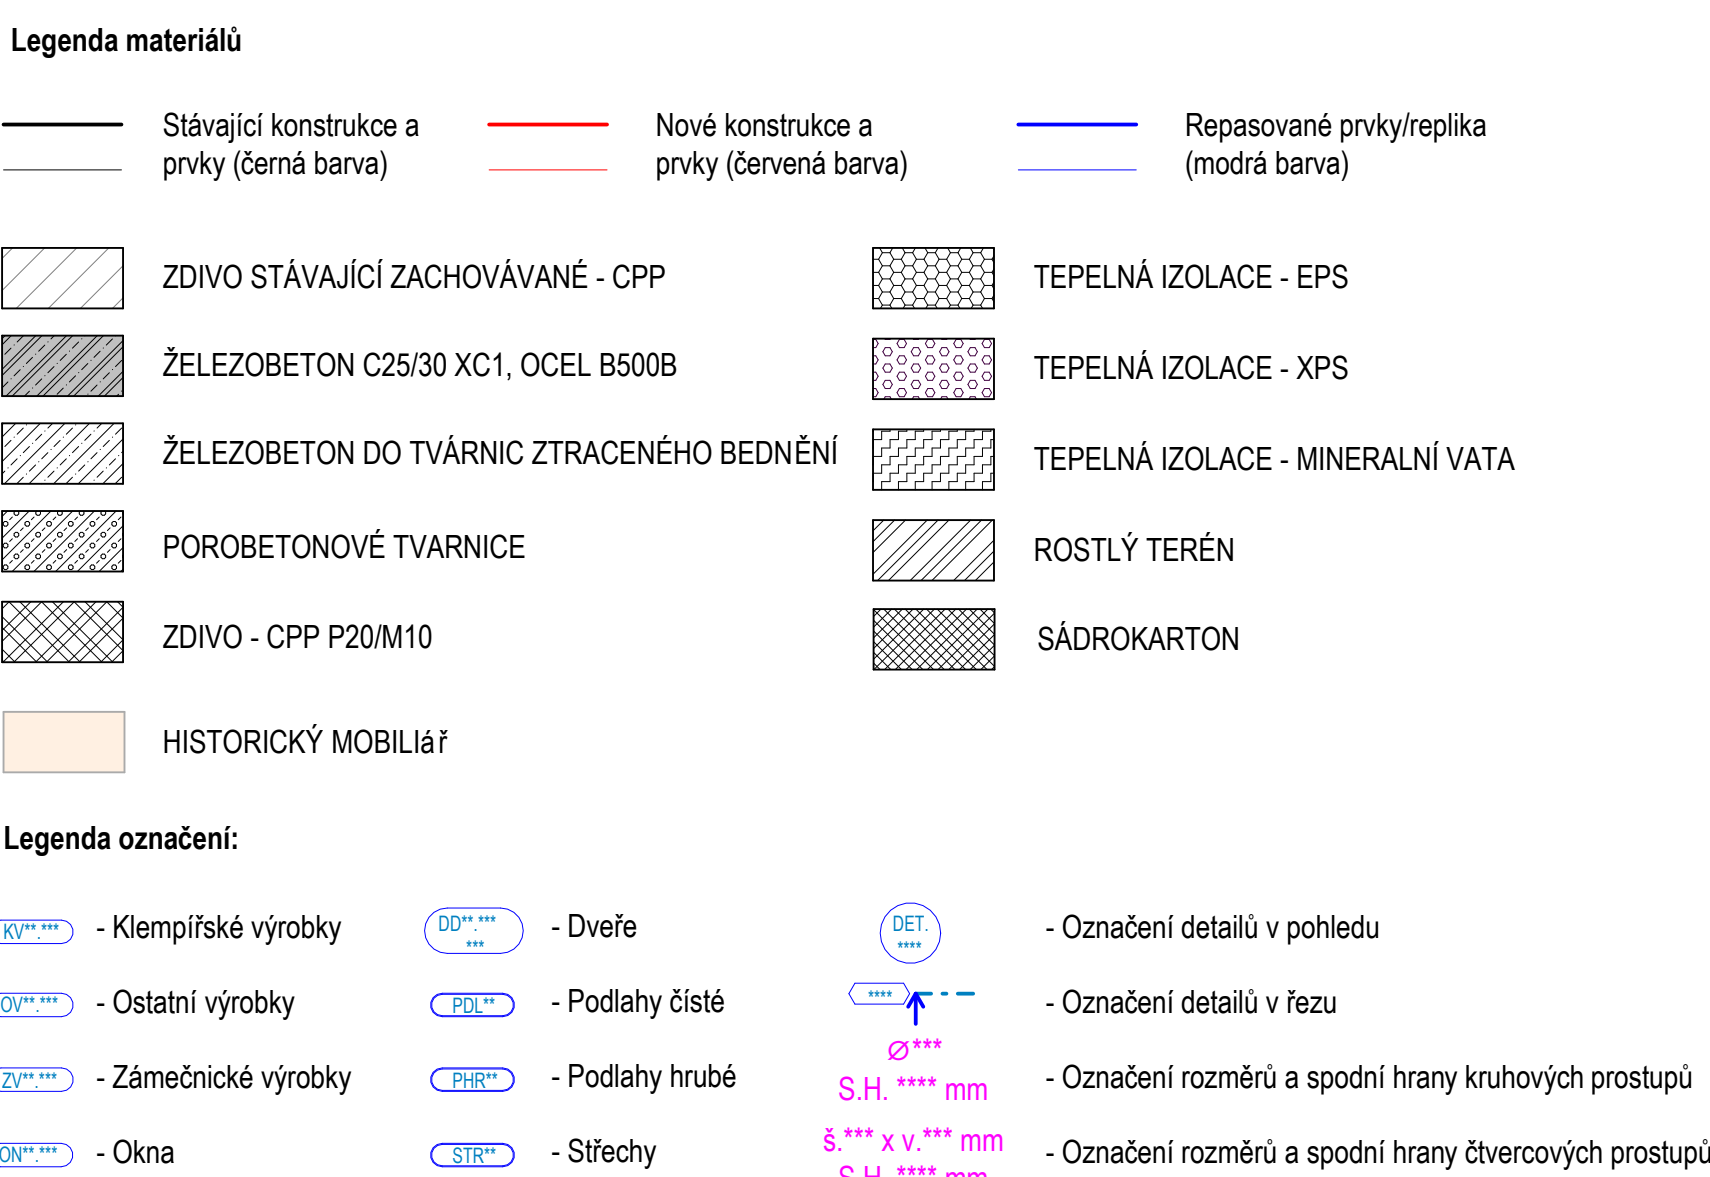 Legenda materiálů
Stávající konstrukce a
prvky (černá barva)
Nové konstrukce a
prvky (červená barva)
Repasované prvky/replika
(modrá barva)
ZDIVO STÁVAJÍCÍ ZACHOVÁVANÉ - CPP
TEPELNÁ IZOLACE - EPS
ŽELEZOBETON C25/30 XC1, OCEL B500B
TEPELNÁ IZOLACE - XPS
ŽELEZOBETON DO TVÁRNIC ZTRACENÉHO BEDNĚNÍ
TEPELNÁ IZOLACE - MINERALNÍ VATA
POROBETONOVÉ TVARNICE
ROSTLÝ TERÉN
ZDIVO - CPP P20/M10
SÁDROKARTON
HISTORICKÝ MOBILIář
Legenda označení:
KV**.*** - Klempířské výrobky
DD**.***
***
- Dveře
DET.
****
- Označení detailů v pohledu
OV**.*** - Ostatní výrobky
PDL** - Podlahy čísté
**** - Označení detailů v řezu
ZV**.*** - Zámečnické výrobky
PHR** - Podlahy hrubé
∅***
S.H. **** mm
- Označení rozměrů a spodní hrany kruhových prostupů
ON**.*** - Okna
STR** - Střechy
š.*** x v.*** mm
S.H. **** mm
- Označení rozměrů a spodní hrany čtvercových prostupů